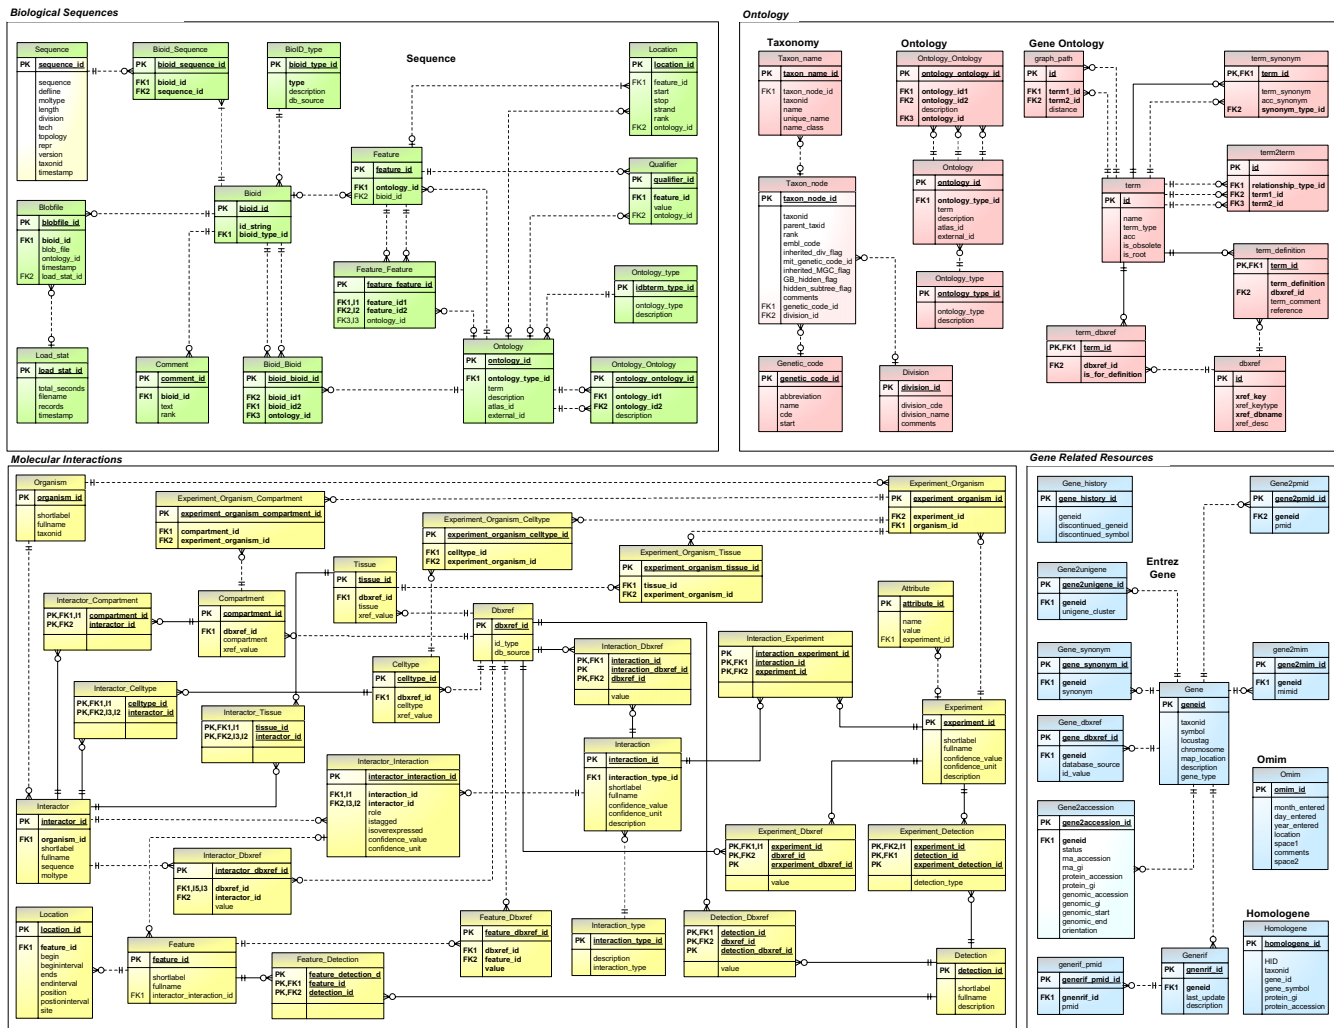 Biological Sequences
Sequence
Sequence
PK sequence_id
sequence
defline
moltype
length
division
tech
topology
repr
version
taxonid
timestamp
Bioid_Sequence
PK bioid_sequence_id
FK1 bioid_id
FK2 sequence_id
BioID_type
PK bioid_type_id
type
description
db_source
Location
PK location_id
FK1 feature_id
start
stop
strand
rank
FK2 ontology_id
Feature
PK feature_id
FK1 ontology_id
FK2 bioid_id
Qualifier
PK qualifier_id
FK1 feature_id
value
FK2 ontology_id
Bioid
PK bioid_id
id_string
FK1 bioid_type_id
Blobfile
PK blobfile_id
FK1 bioid_id
blob_file
ontology_id
timestamp
FK2 load_stat_id
Feature_Feature
PK feature_feature_id
FK1,I1 feature_id1
FK2,I2 feature_id2
FK3,I3 ontology_id
Ontology_type
PK idbterm_type_id
ontology_type
description
Load_stat
PK load_stat_id
total_seconds
filename
records
timestamp
Comment
PK comment_id
FK1 bioid_id
text
rank
Bioid_Bioid
PK bioid_bioid_id
FK2 bioid_id1
FK1 bioid_id2
FK3 ontology_id
Ontology
PK ontology_id
FK1 ontology_type_id
term
description
atlas_id
external_id
Ontology_Ontology
PK ontology_ontology_id
FK1 ontology_id1
FK2 ontology_id2
description
Ontology
Taxonomy
Taxon_name
PK taxon_name_id
FK1 taxon_node_id
taxonid
name
unique_name
name_class
Taxon_node
PK taxon_node_id
taxonid
parent_taxid
rank
embl_code
inherited_div_flag
mit_genetic_code_id
inherited_MGC_flag
GB_hidden_flag
hidden_subtree_flag
comments
FK1 genetic_code_id
FK2 division_id
Genetic_code
PK genetic_code_id
abbreviation
name
cde
start
Division
PK division_id
division_cde
division_name
comments
Ontology
Ontology_Ontology
PK ontology_ontology_id
FK1 ontology_id1
FK2 ontology_id2
description
FK3 ontology_id
Ontology
PK ontology_id
FK1 ontology_type_id
term
description
atlas_id
external_id
Ontology_type
PK ontology_type_id
ontology_type
description
Gene Ontology
graph_path
PK id
FK1 term1_id
FK2 term2_id
distance
term_synonym
PK,FK1 term_id
term_synonym
acc_synonym
FK2 synonym_type_id
term2term
PK id
FK1 relationship_type_id
FK2 term1_id
FK3 term2_id
term
PK id
name
term_type
acc
is_obsolete
is_root
term_definition
PK,FK1 term_id
term_definition
FK2 dbxref_id
term_comment
reference
term_dbxref
PK,FK1 term_id
FK2 dbxref_id
is_for_definition
dbxref
PK id
xref_key
xref_keytype
xref_dbname
xref_desc
Molecular Interactions
Organism
PK organism_id
shortlabel
fullname
taxonid
Experiment_Organism_Compartment
PK experiment_organism_compartment_id
FK1 compartment_id
FK2 experiment_organism_id
Experiment_Organism_Celltype
PK experiment_organism_celltype_id
FK1 celltype_id
FK2 experiment_organism_id
Experiment_Organism
PK experiment_organism_id
FK2 experiment_id
FK1 organism_id
Experiment_Organism_Tissue
PK experiment_organism_tissue_id
FK1 tissue_id
FK2 experiment_organism_id
Tissue
PK tissue_id
FK1 dbxref_id
tissue
xref_value
Interactor_Compartment
PK,FK1,I1 compartment_id
PK,FK2 interactor_id
Compartment
PK compartment_id
FK1 dbxref_id
compartment
xref_value
Dbxref
PK dbxref_id
id_type
db_source
Attribute
PK attribute_id
name
value
FK1 experiment_id
Interaction_Dbxref
PK,FK1 interaction_id
PK interaction_dbxref_id
PK,FK2 dbxref_id
value
Interaction_Experiment
PK interaction_experiment_id
PK,FK1 interaction_id
PK,FK2 experiment_id
Celltype
PK celltype_id
FK1 dbxref_id
celltype
xref_value
Interactor_Celltype
PK,FK1,I1 celltype_id
PK,FK2,I3,I2 interactor_id
Interactor_Tissue
PK,FK1,I1 tissue_id
PK,FK2,I3,I2 interactor_id
Experiment
PK experiment_id
shortlabel
fullname
confidence_value
confidence_unit
description
Interaction
PK interaction_id
FK1 interaction_type_id
shortlabel
fullname
confidence_value
confidence_unit
description
Interactor_Interaction
PK interactor_interaction_id
FK1,I1 interaction_id
FK2,I3,I2 interactor_id
role
istagged
isoverexpressed
confidence_value
confidence_unit
Interactor
PK interactor_id
FK1 organism_id
shortlabel
fullname
sequence
moltype
Interactor_Dbxref
PK interactor_dbxref_id
FK1,I5,I3 dbxref_id
FK2 interactor_id
value
Experiment_Dbxref
PK,FK1,I1 experiment_id
PK,FK2 dbxref_id
PK erxperiment_dbxref_id
value
Experiment_Detection
PK,FK2,I1 experiment_id
PK,FK1 detection_id
PK experiment_detection_id
detection_type
Location
PK location_id
FK1 feature_id
begin
begininterval
ends
endinterval
position
postioninterval
site
Feature
PK feature_id
shortlabel
fullname
FK1 interactor_interaction_id
Feature_Detection
PK feature_detection_d
PK,FK1 feature_id
PK,FK2 detection_id
Feature_Dbxref
PK feature_dbxref_id
FK1 dbxref_id
FK2 feature_id
value
Interaction_type
PK interaction_type_id
description
interaction_type
Detection_Dbxref
PK,FK1 detection_id
PK,FK2 dbxref_id
PK detection_dbxref_id
value
Detection
PK detection_id
shortlabel
fullname
description
Gene Related Resources
Gene_history
PK gene_history_id
geneid
discontinued_geneid
discontinued_symbol
Gene2pmid
PK gene2pmid_id
FK2 geneid
pmid
Entrez
Gene
Gene2unigene
PK gene2unigene_id
FK1 geneid
unigene_cluster
Gene_synonym
PK gene_synonym_id
FK1 geneid
synonym
gene2mim
PK gene2mim_id
FK1 geneid
mimid
Gene
PK geneid
taxonid
symbol
locustag
chromosome
map_location
description
gene_type
Gene_dbxref
PK gene_dbxref_id
FK1 geneid
database_source
id_value
Omim
Omim
PK omim_id
month_entered
day_entered
year_entered
location
space1
comments
space2
Gene2accession
PK gene2accession_id
FK1 geneid
status
rna_accession
rna_gi
protein_accession
protein_gi
genomic_accession
genomic_gi
genomic_start
genomic_end
orientation
Homologene
Homologene
PK homologene_id
HID
taxonid
gene_id
gene_symbol
protein_gi
protein_accession
generif_pmid
PK generif_pmid_id
FK1 gnenrif_id
pmid
Generif
PK gnenrif_id
FK1 geneid
last_update
description